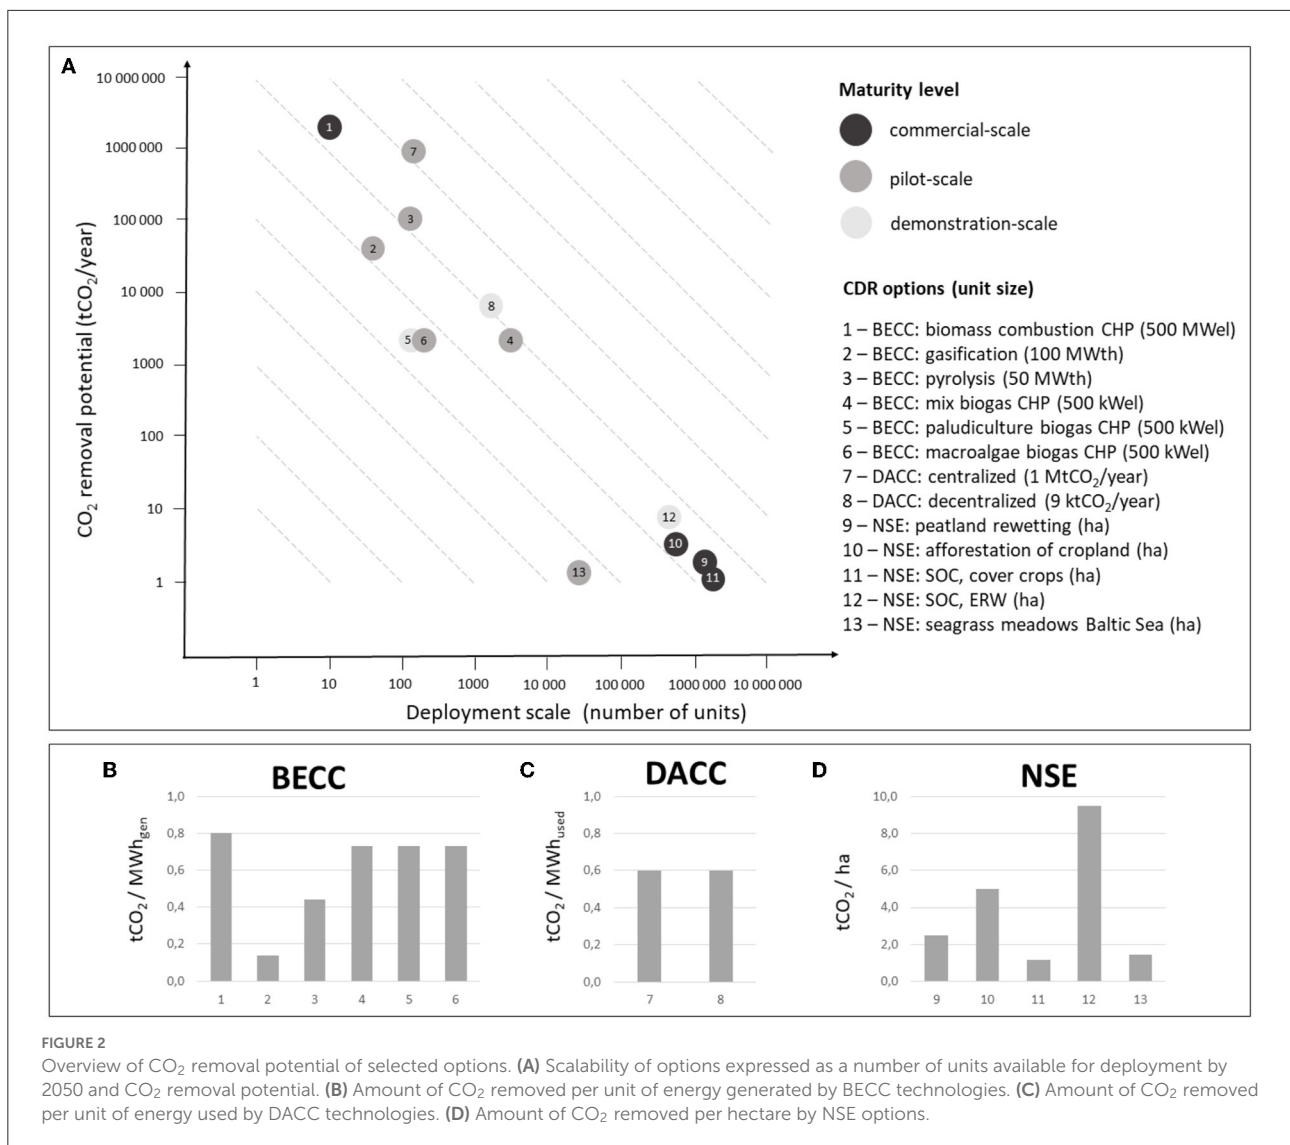 A
10 000 000
1000 000
100 000
10 000
1000
100
10
1
CO₂ removal potential (tCO₂/year)
1
10
100
1000
10 000
100 000
1000 000
10 000 000
Deployment scale (number of units)
1
7
3
2
8
5
6
4
12
10
9
11
13
Maturity level
commercial-scale
pilot-scale
demonstration-scale
CDR options (unit size)
1 – BECC: biomass combustion CHP (500 MWel)
2 – BECC: gasification (100 MWth)
3 – BECC: pyrolysis (50 MWth)
4 – BECC: mix biogas CHP (500 kWel)
5 – BECC: paludiculture biogas CHP (500 kWel)
6 – BECC: macroalgae biogas CHP (500 kWel)
7 – DACC: centralized (1 MtCO₂/year)
8 – DACC: decentralized (9 ktCO₂/year)
9 – NSE: peatland rewetting (ha)
10 – NSE: afforestation of cropland (ha)
11 – NSE: SOC, cover crops (ha)
12 – NSE: SOC, ERW (ha)
13 – NSE: seagrass meadows Baltic Sea (ha)
B
BECC
tCO₂ / MWh_gen
1,0
0,8
0,6
0,4
0,2
0,0
1 2 3 4 5 6
C
DACC
tCO₂ / MWh_used
1,0
0,8
0,6
0,4
0,2
0,0
7 8
D
NSE
tCO₂ / ha
10,0
8,0
6,0
4,0
2,0
0,0
9 10 11 12 13
FIGURE 2
Overview of CO₂ removal potential of selected options. (A) Scalability of options expressed as a number of units available for deployment by
2050 and CO₂ removal potential. (B) Amount of CO₂ removed per unit of energy generated by BECC technologies. (C) Amount of CO₂ removed
per unit of energy used by DACC technologies. (D) Amount of CO₂ removed per hectare by NSE options.